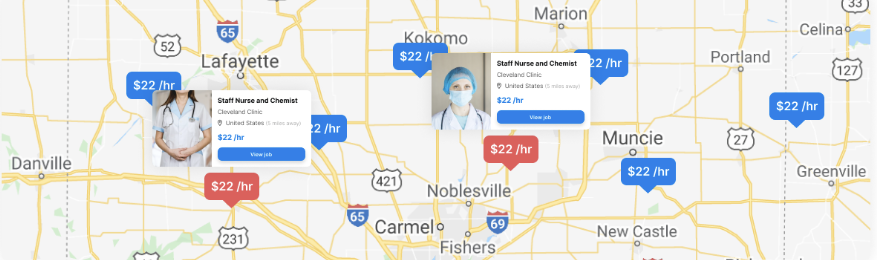 Marion
33
Celina
65
52
Kokomo
Lafayette
$22 /h
22 /hr
Portland
127
$22 /hr
Staff Nurse and Chemist
Cleveland Clinic
United States (5 miles away)
$22 /hr
View job
Staff Nurse and Chemist
Cleveland Clinic
United States (5 miles away)
$22 /hr
View job
$22 /hr
22 /hr
Muncie
27
$22 /hr
Danville
$22 /hr
421
Noblesville
$22 /hr
Greenville
65
69
Carmel
231
Fishers
New Castle